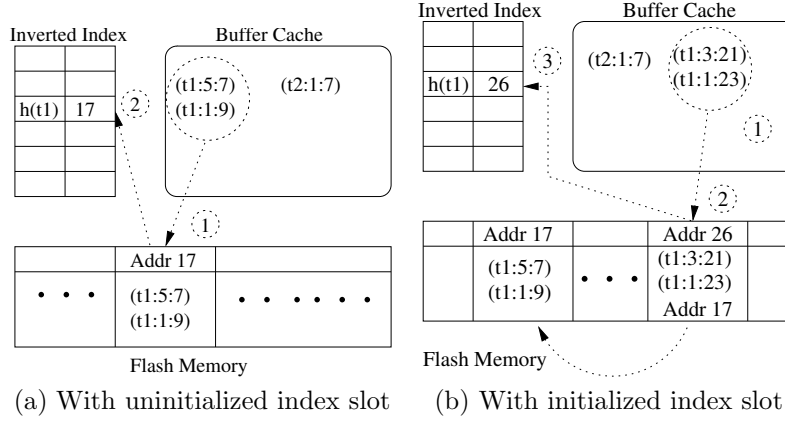 Inverted Index
Buffer Cache
(t1:5:7)
(t1:1:9)
(t2:1:7)
h(t1) 17
2
1
Addr 17
• • •
(t1:5:7)
(t1:1:9)
• • • • • •
Flash Memory
(a) With uninitialized index slot
Inverted Index
Buffer Cache
(t2:1:7)
(t1:3:21)
(t1:1:23)
h(t1) 26
3
1
2
Addr 17
Addr 26
(t1:5:7)
(t1:1:9)
• • •
(t1:3:21)
(t1:1:23)
Addr 17
Flash Memory
(b) With initialized index slot